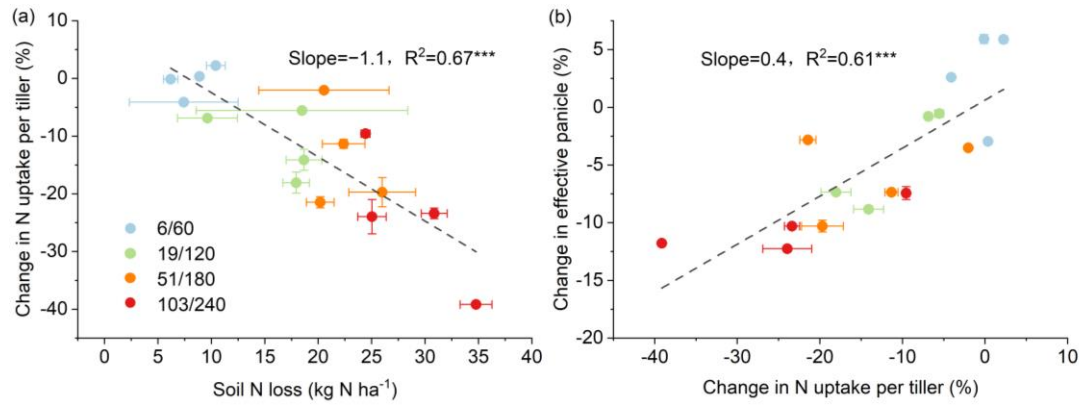 (a)
Change in N uptake per tiller (%)
10
0
-10
-20
-30
-40
Slope=−1.1，R²=0.67***
6/60
19/120
51/180
103/240
0 5 10 15 20 25 30 35 40
Soil N loss (kg N ha⁻¹)
(b)
Change in effective panicle (%)
5
0
-5
-10
-15
-20
Slope=0.4，R²=0.61***
-40 -30 -20 -10 0 10
Change in N uptake per tiller (%)